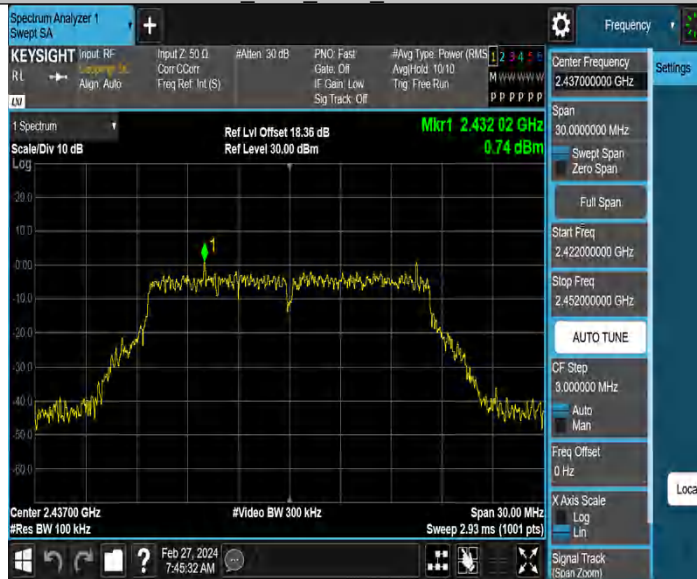 Spectrum Analyzer 1
Swept SA
Frequency
KEYSIGHT
Input: RF
Input Z: 50 Ω
#Atten: 30 dB
PNO: Fast
#Avg Type: Power (RMS
1 2 3 4 5 6
RL
Align: Auto
Corr CCorr
Freq Ref: Int (S)
Gate: Off
IF Gain: Low
Sig Track: Off
Avg|Hold: 10/10
Trig: Free Run
M W W W W W
P P P P P P
LXI
1 Spectrum
Scale/Div 10 dB
Log
Ref Lvl Offset 18.36 dB
Ref Level 30.00 dBm
Mkr1 2.432 02 GHz
0.74 dBm
20.0
10.0
0.00
-10.0
-20.0
-30.0
-40.0
-50.0
-60.0
1
Center 2.43700 GHz
#Res BW 100 kHz
#Video BW 300 kHz
Span 30.00 MHz
Sweep 2.93 ms (1001 pts)
Feb 27, 2024
7:45:32 AM
Center Frequency
2.437000000 GHz
Settings
Span
30.0000000 MHz
Swept Span
Zero Span
Full Span
Start Freq
2.422000000 GHz
Stop Freq
2.452000000 GHz
AUTO TUNE
CF Step
3.000000 MHz
Auto
Man
Freq Offset
0 Hz
X Axis Scale
Log
Lin
Signal Track
(Span Zoom)
Loca